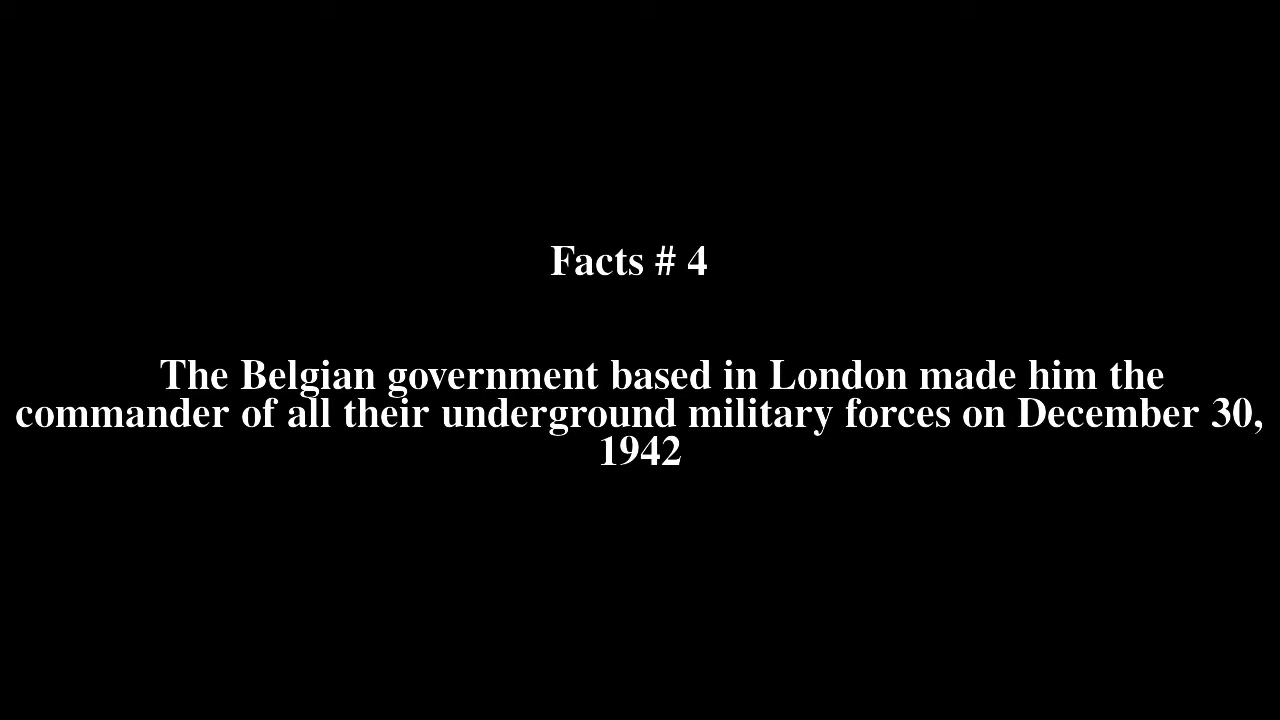 Facts # 4
The Belgian government based in London made him the
commander of all their underground military forces on December 30,
1942